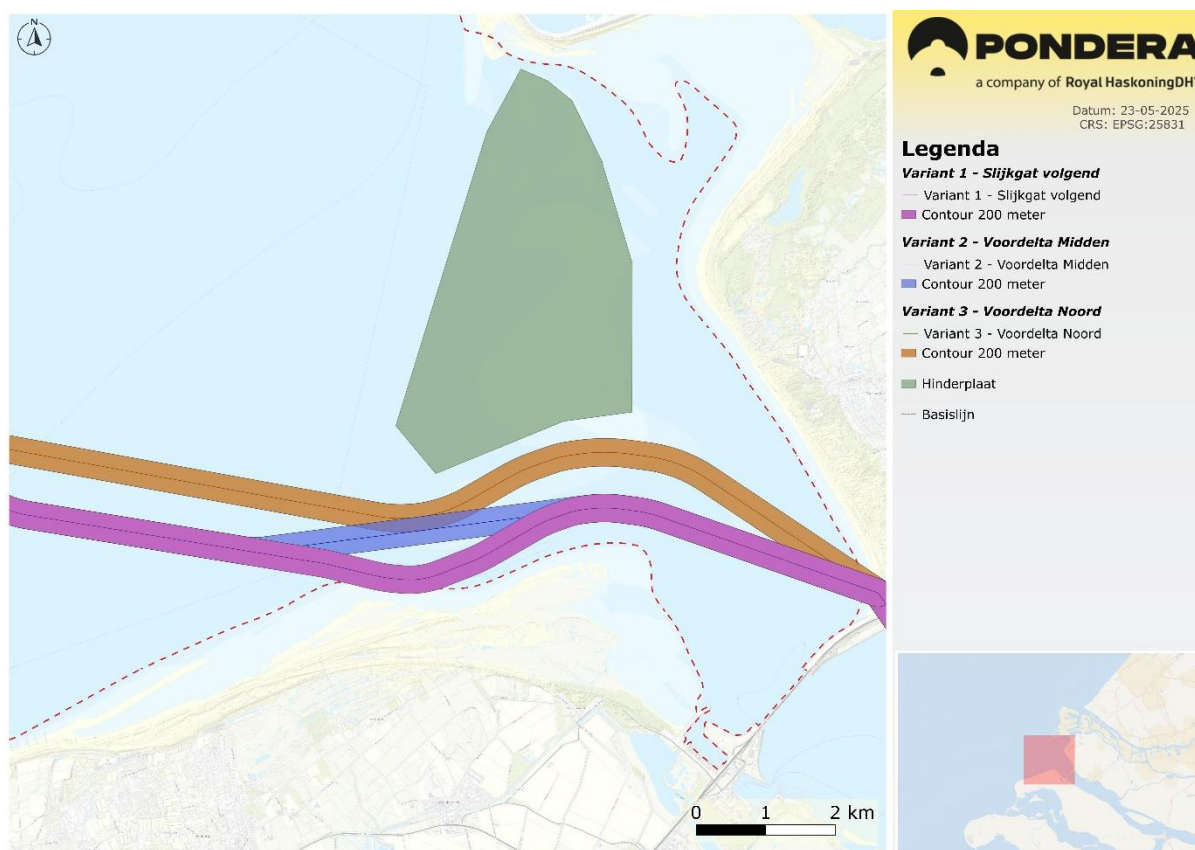 PONDERA
a company of Royal HaskoningDH
Datum: 23-05-2025
CRS: EPSG:25831
Legenda
Variant 1 - Slijkgat volgend
Variant 1 - Slijkgat volgend
Contour 200 meter
Variant 2 - Voordelta Midden
Variant 2 - Voordelta Midden
Contour 200 meter
Variant 3 - Voordelta Noord
Variant 3 - Voordelta Noord
Contour 200 meter
Hinderplaat
Basislijn
0 1 2 km